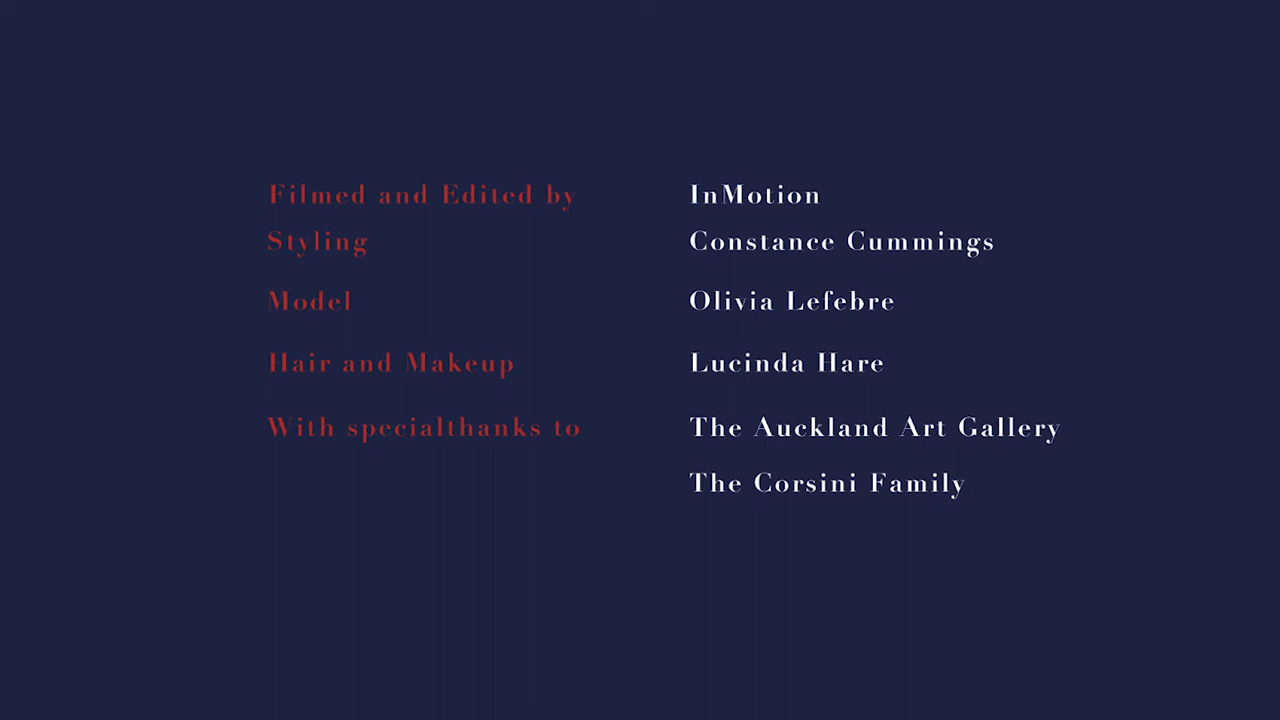 Filmed and Edited by InMotion
Styling Constance Cummings
Model Olivia Lefebre
Hair and Makeup Lucinda Hare
With specialthanks to The Auckland Art Gallery
The Corsini Family